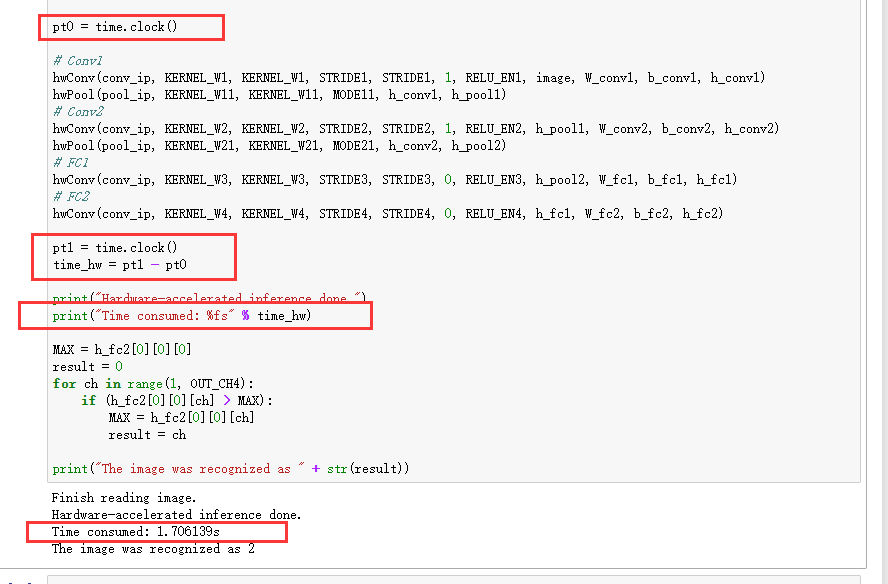 pt0 = time.clock()
# Conv1
hwConv(conv_ip, KERNEL_W1, KERNEL_W1, STRIDE1, STRIDE1, 1, RELU_EN1, image, W_conv1, b_conv1, h_conv1)
hwPool(pool_ip, KERNEL_W11, KERNEL_W11, MODE11, h_conv1, h_pool1)
# Conv2
hwConv(conv_ip, KERNEL_W2, KERNEL_W2, STRIDE2, STRIDE2, 1, RELU_EN2, h_pool1, W_conv2, b_conv2, h_conv2)
hwPool(pool_ip, KERNEL_W21, KERNEL_W21, MODE21, h_conv2, h_pool2)
# FC1
hwConv(conv_ip, KERNEL_W3, KERNEL_W3, STRIDE3, STRIDE3, 0, RELU_EN3, h_pool2, W_fc1, b_fc1, h_fc1)
# FC2
hwConv(conv_ip, KERNEL_W4, KERNEL_W4, STRIDE4, STRIDE4, 0, RELU_EN4, h_fc1, W_fc2, b_fc2, h_fc2)
pt1 = time.clock()
time_hw = pt1 - pt0
print("Hardware-accelerated inference done.")
print("Time consumed: %fs" % time_hw)
MAX = h_fc2[0][0][0]
result = 0
for ch in range(1, OUT_CH4):
    if (h_fc2[0][0][ch] > MAX):
        MAX = h_fc2[0][0][ch]
        result = ch
print("The image was recognized as " + str(result))
Finish reading image.
Hardware-accelerated inference done.
Time consumed: 1.706139s
The image was recognized as 2